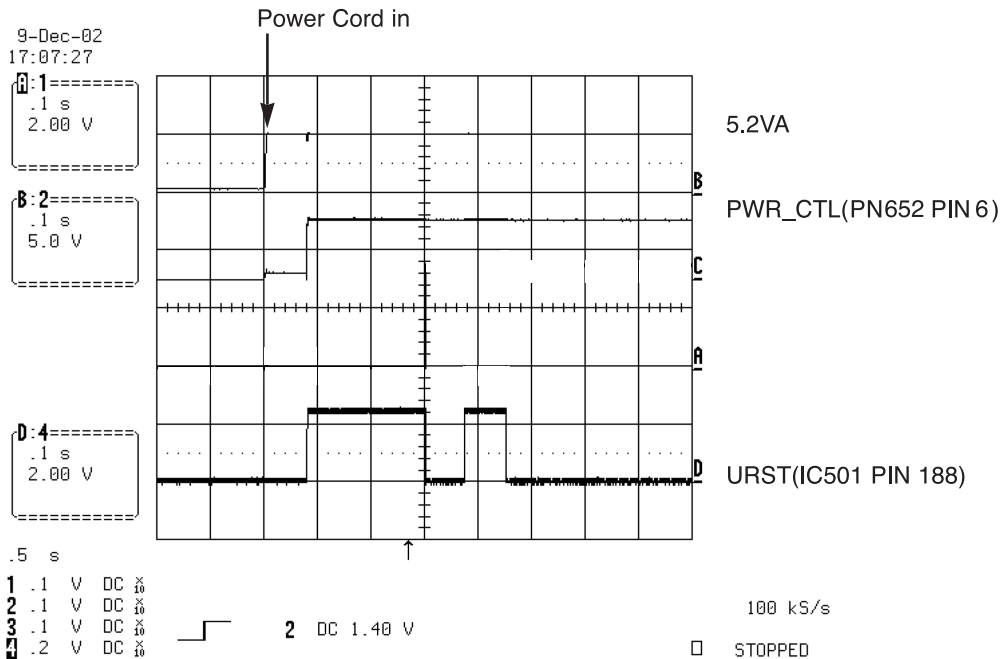 Power Cord in
9-Dec-02
17:07:27
A:1
.1 s
2.00 V
5.2VA
B
B:2
.1 s
5.0 V
PWR_CTL(PN652 PIN 6)
C
A
D:4
.1 s
2.00 V
D
URST(IC501 PIN 188)
.5 s
1 .1 V DC X10
2 .1 V DC X10
3 .1 V DC X10
4 .2 V DC X10
2 DC 1.40 V
100 kS/s
STOPPED